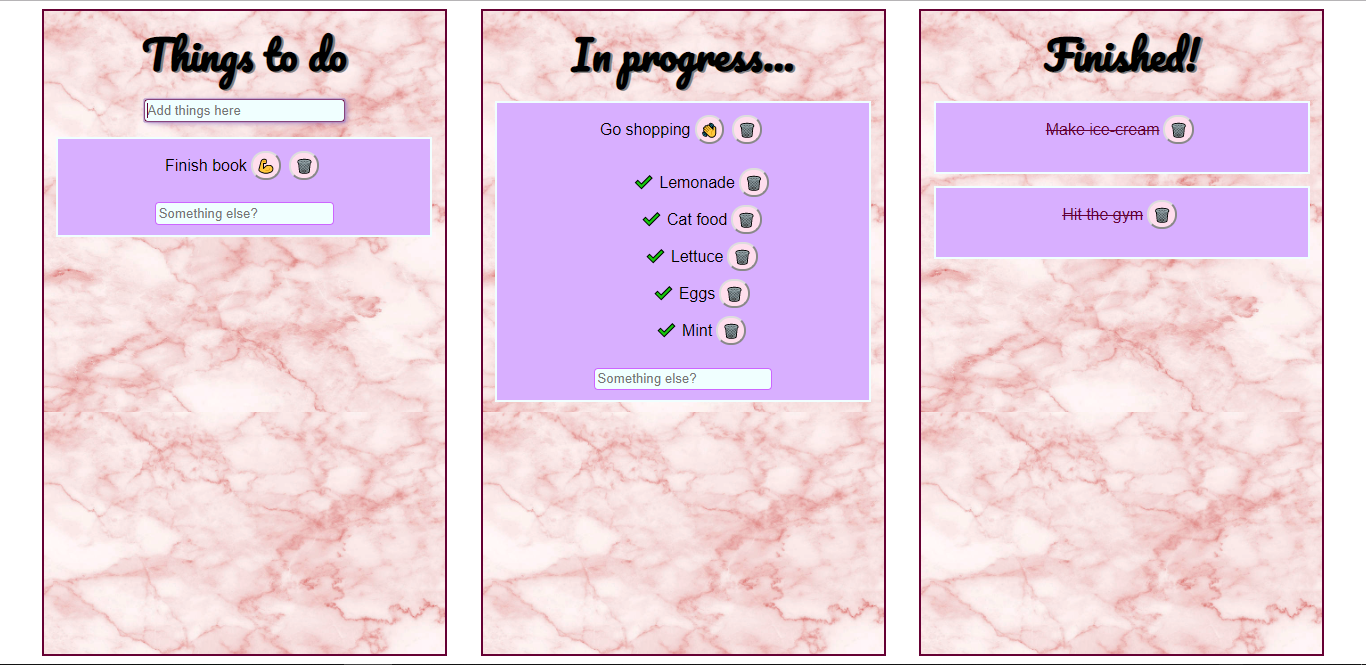 Things to do
Add things here
Finish book
Something else?
In progress...
Go shopping
Lemonade
Cat food
Lettuce
Eggs
Mint
Something else?
Finished!
Make ice-cream
Hit the gym